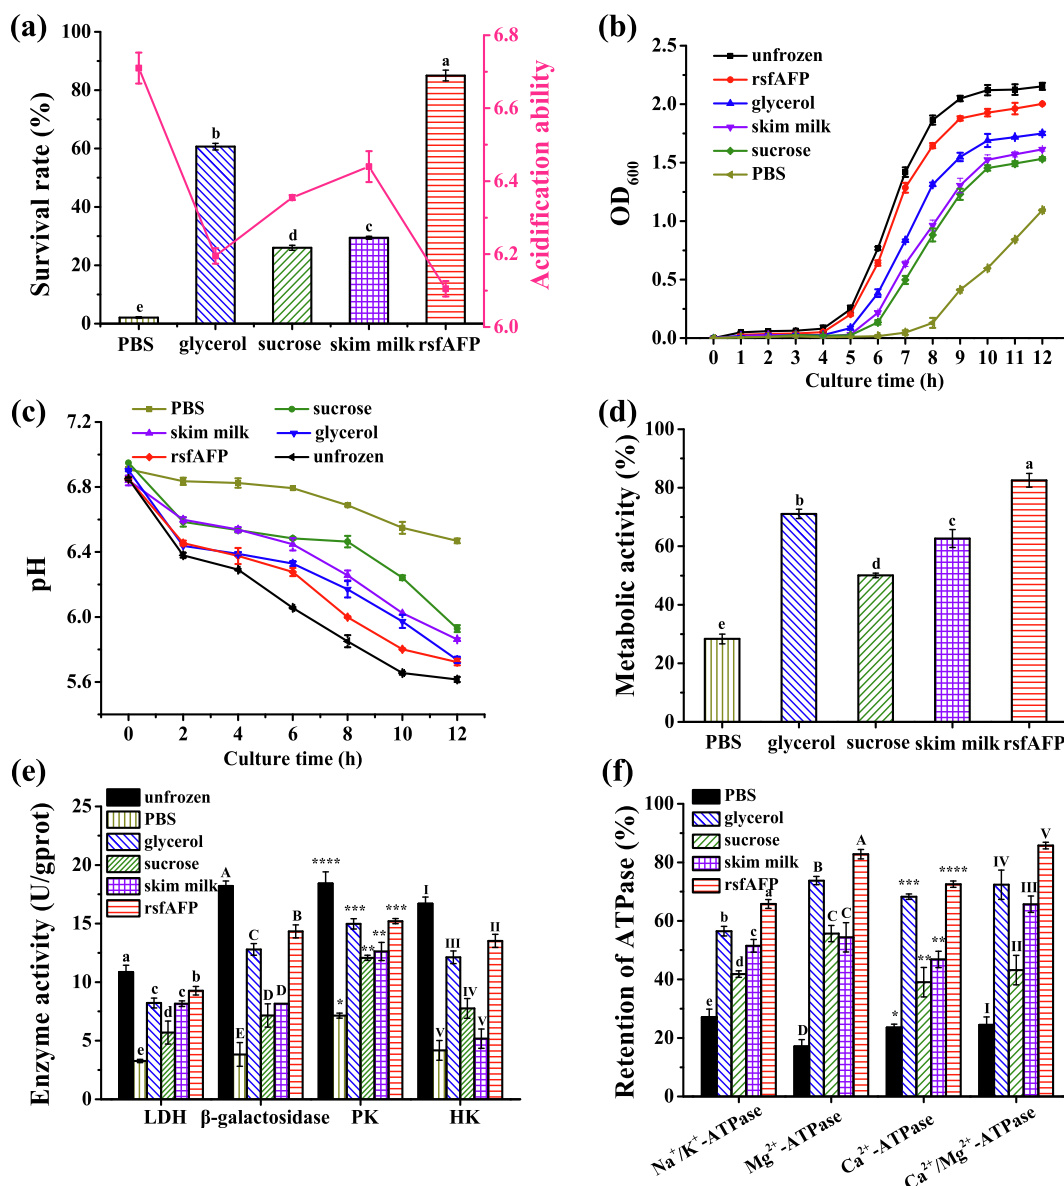 (a)
100
80
60
40
20
0
Survival rate (%)
6.8
6.6
6.4
6.2
6.0
Acidification ability
e
b
d
c
a
PBS glycerol sucrose skim milk rsfAFP
(b)
unfrozen
rsfAFP
glycerol
skim milk
sucrose
PBS
2.5
2.0
1.5
1.0
0.5
0.0
OD600
0 1 2 3 4 5 6 7 8 9 10 11 12
Culture time (h)
(c)
PBS sucrose
skim milk glycerol
rsfAFP unfrozen
7.2
6.8
6.4
6.0
5.6
pH
0 2 4 6 8 10 12
Culture time (h)
(d)
100
80
60
40
20
0
Metabolic activity (%)
e
b
d
c
a
PBS glycerol sucrose skim milk rsfAFP
(e)
unfrozen
PBS
glycerol
sucrose
skim milk
rsfAFP
25
20
15
10
5
0
Enzyme activity (U/gprot)
a e c d c b
A E C D D B
**** * *** ** ** ***
I V III IV V II
LDH β-galactosidase PK HK
(f)
PBS
glycerol
sucrose
skim milk
rsfAFP
100
80
60
40
20
0
Retention of ATPase (%)
e b d c a
D B C C A
* *** ** ** ****
I IV II III V
Na⁺/K⁺-ATPase
Mg²⁺-ATPase
Ca²⁺-ATPase
Ca²⁺/Mg²⁺-ATPase